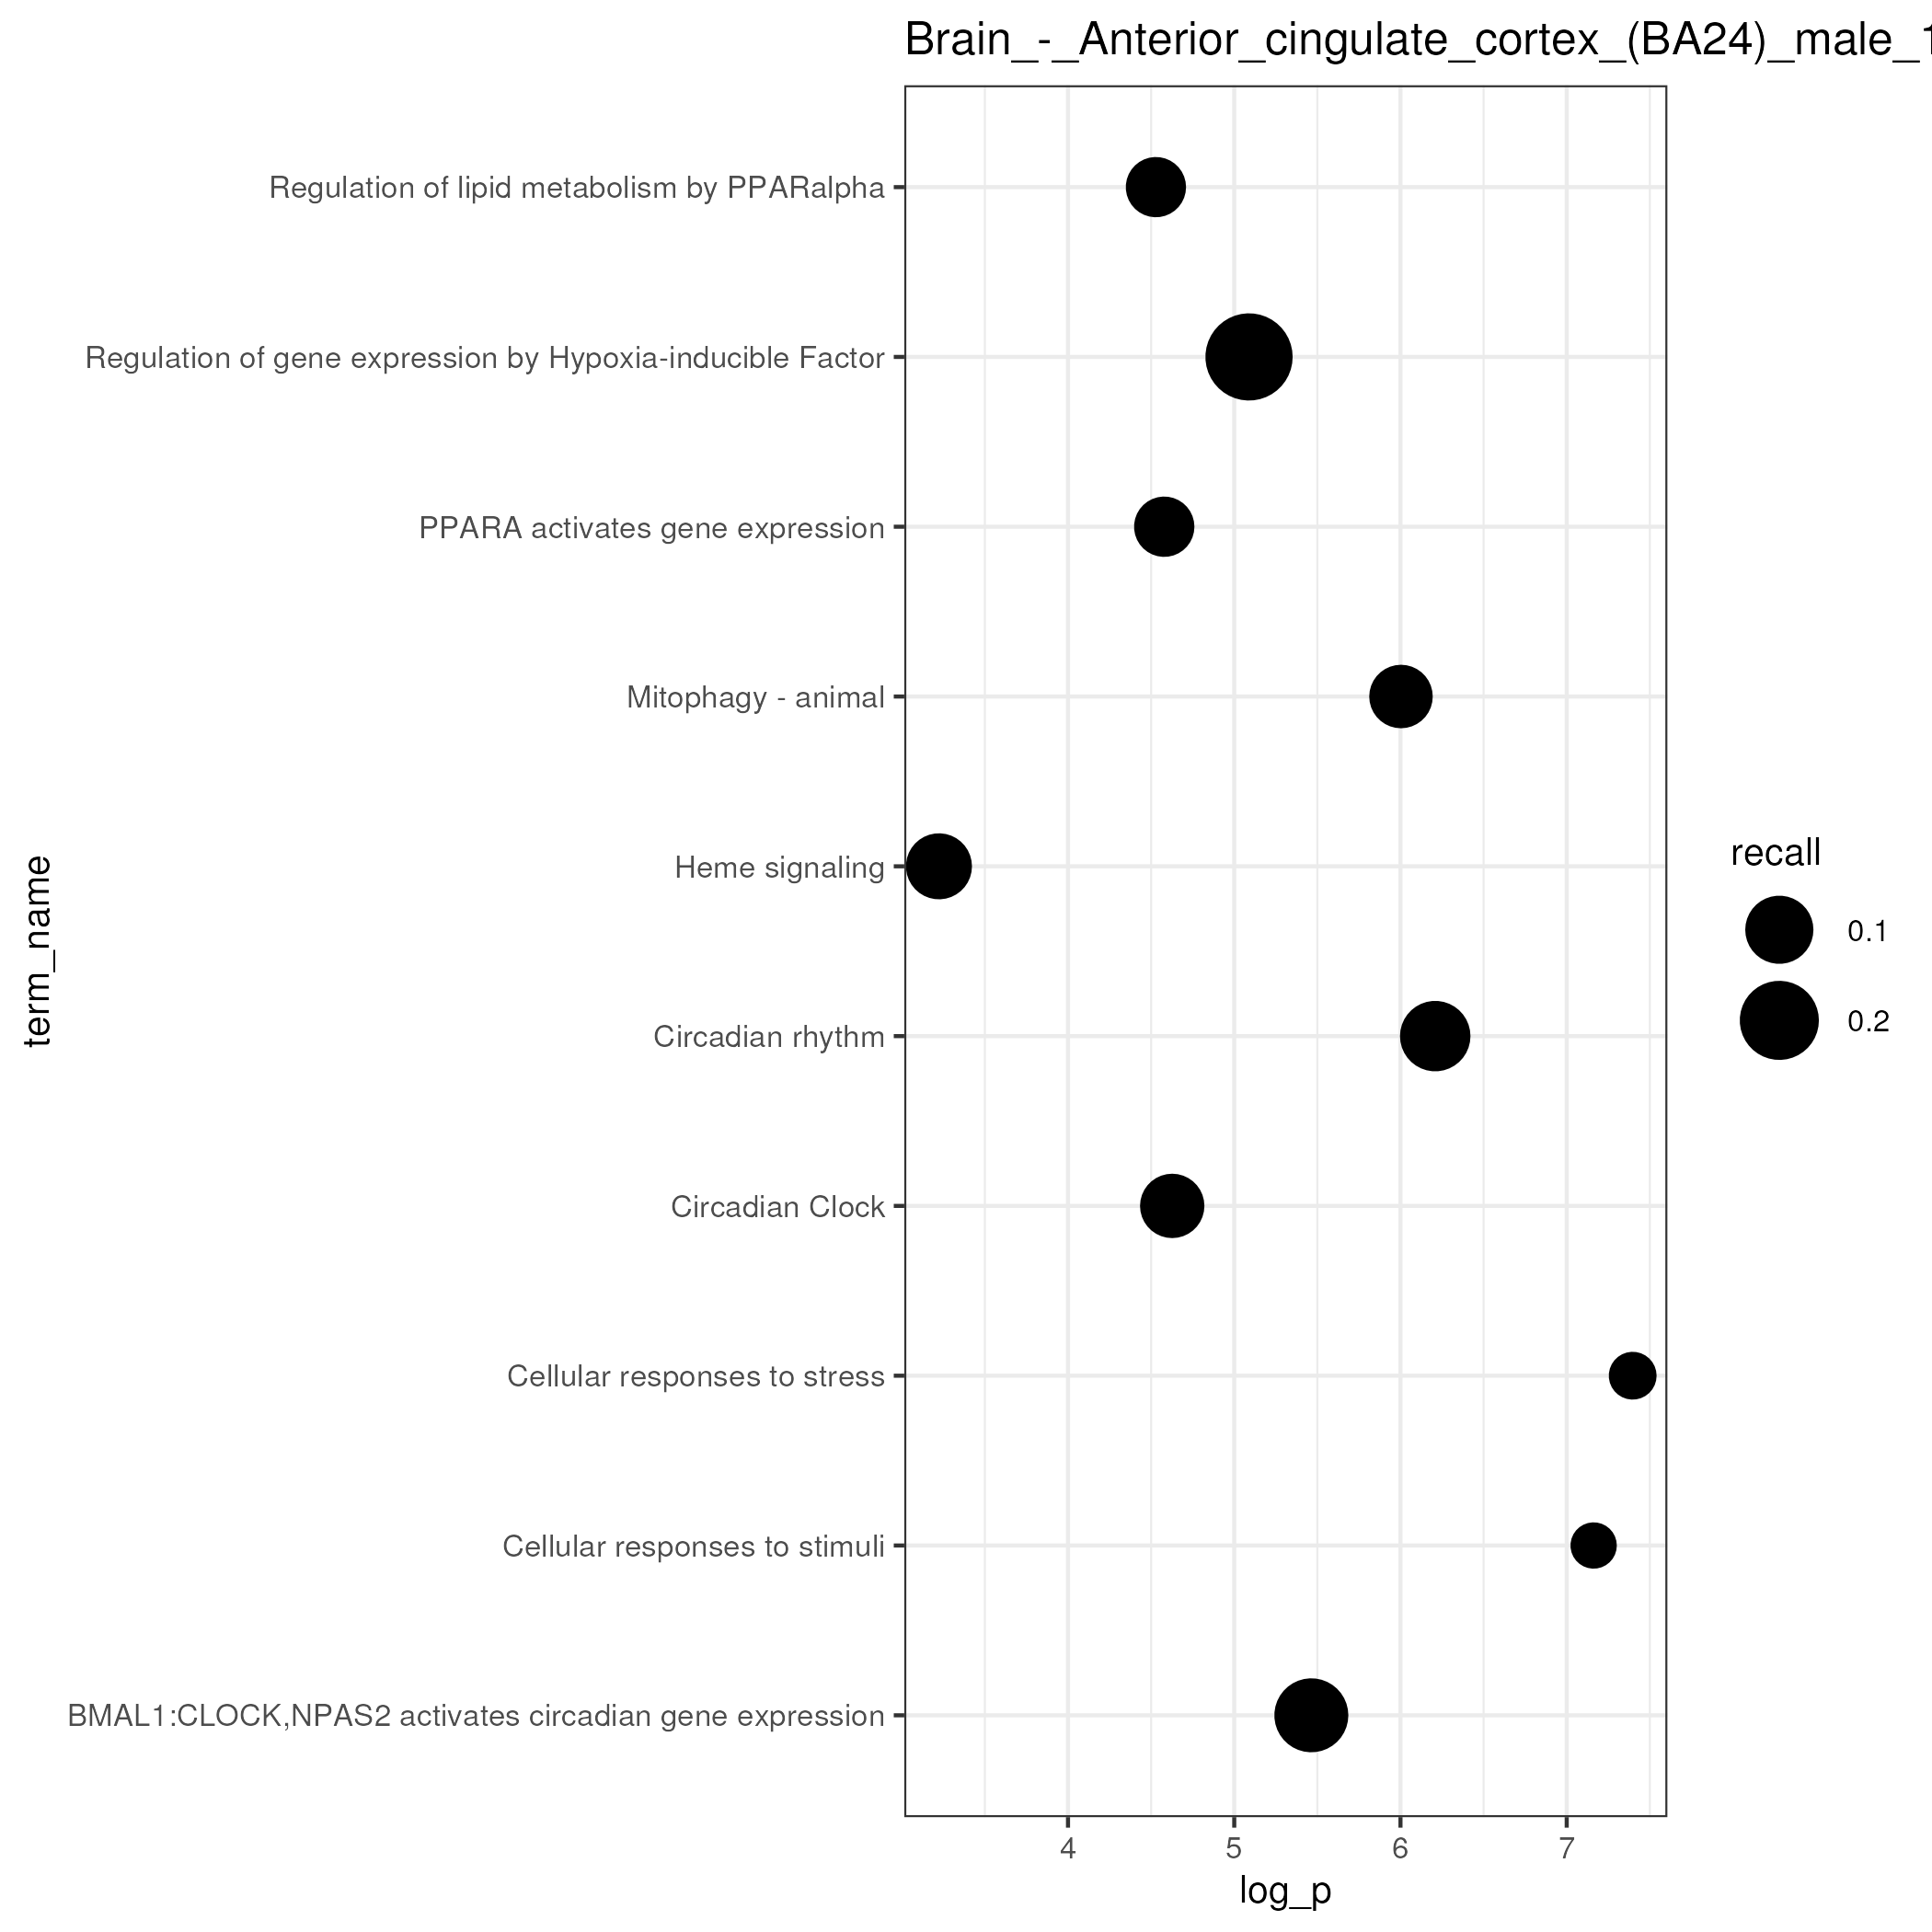 Brain_-_Anterior_cingulate_cortex_(BA24)_male_1
Regulation of lipid metabolism by PPARalpha
Regulation of gene expression by Hypoxia-inducible Factor
PPARA activates gene expression
Mitophagy - animal
Heme signaling
Circadian rhythm
Circadian Clock
Cellular responses to stress
Cellular responses to stimuli
BMAL1:CLOCK,NPAS2 activates circadian gene expression
term_name
4 5 6 7
log_p
recall
0.1
0.2